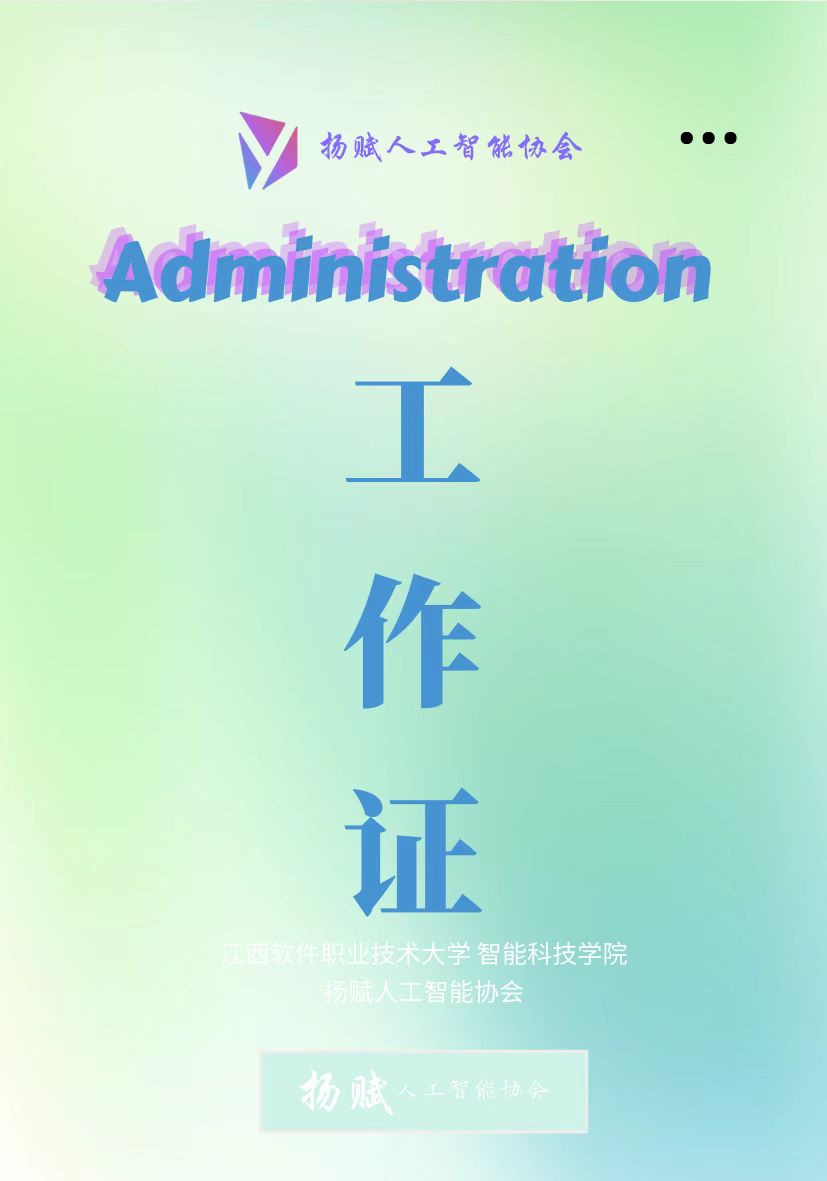 扬赋人工智能协会
Administration
工
作
证
江西软件职业技术大学 智能科技学院
扬赋人工智能协会
扬赋人工智能协会